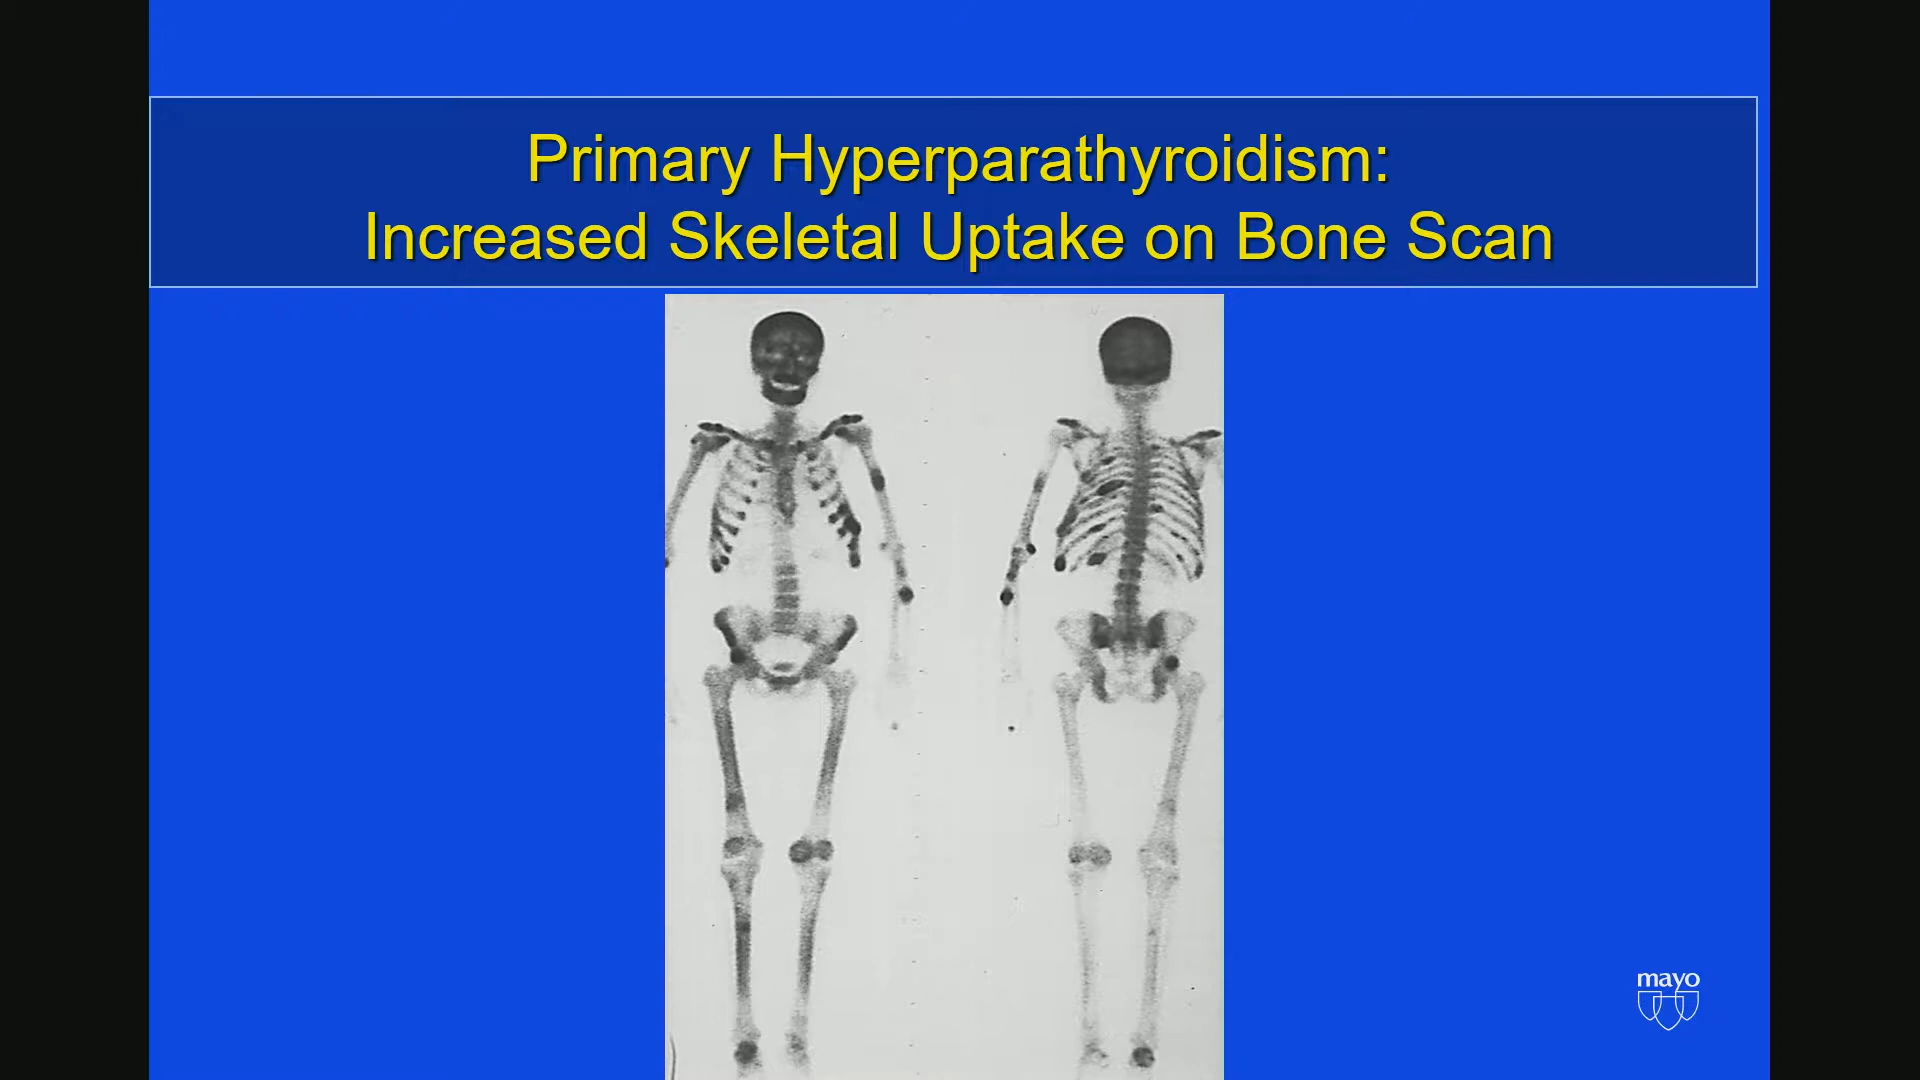 Primary Hyperparathyroidism:
Increased Skeletal Uptake on Bone Scan
mayo